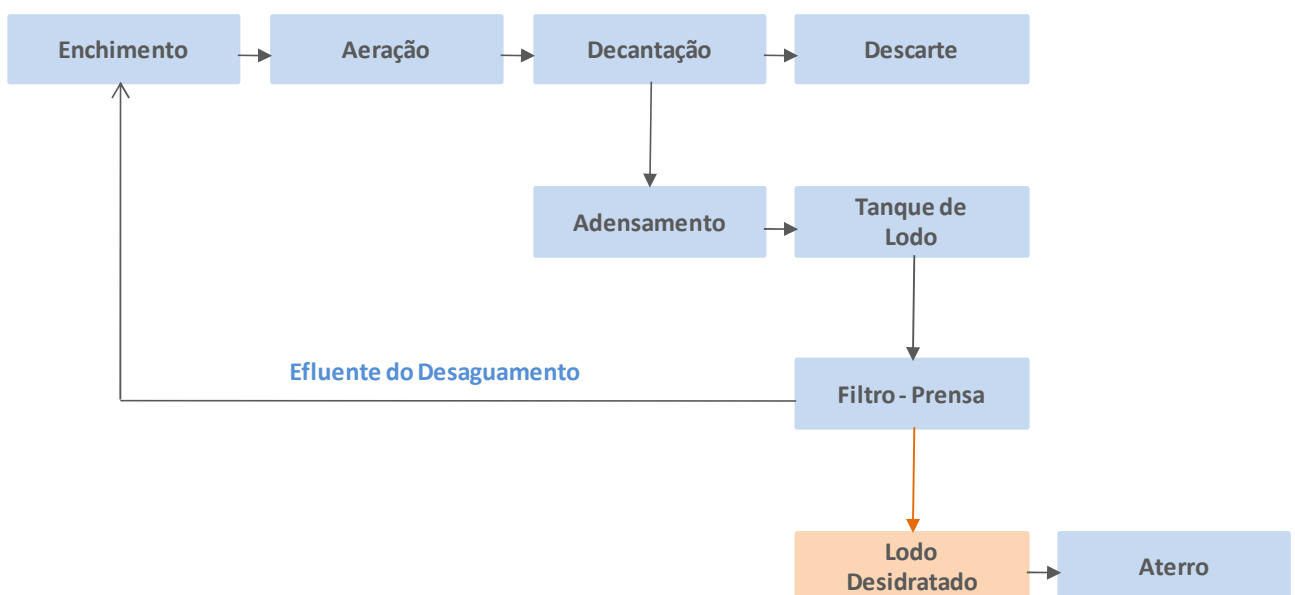 Enchimento
Aeração
Decantação
Descarte
Adensamento
Tanque de
Lodo
Efluente do Desaguamento
Filtro - Prensa
Lodo
Desidratado
Aterro